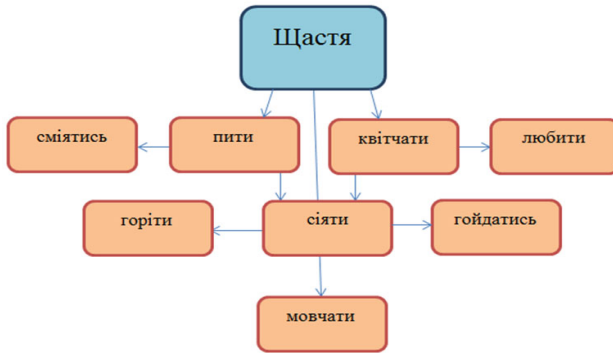 Щастя
сміятись
пити
квітчати
любити
горіти
сіяти
гойдатись
мовчати